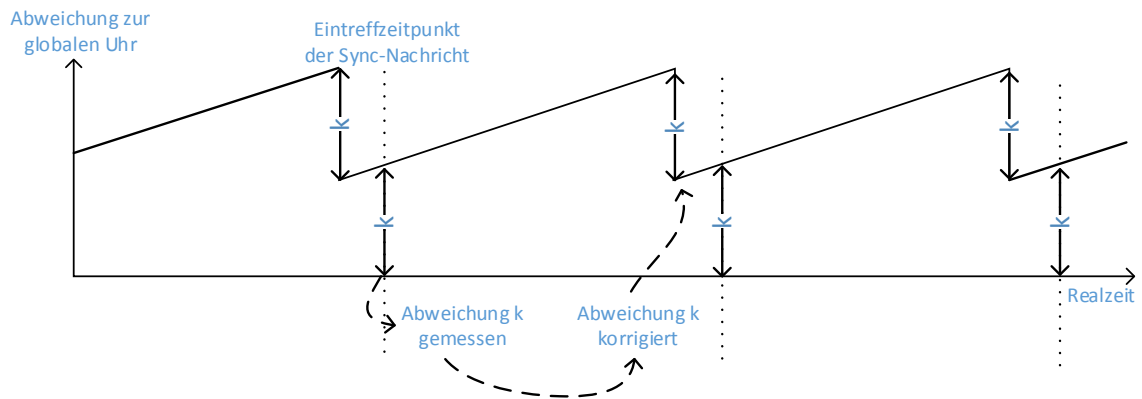 Abweichung zur
globalen Uhr
Eintreffzeitpunkt
der Sync-Nachricht
k
k
k
k
k
k
Realzeit
Abweichung k
gemessen
Abweichung k
korrigiert